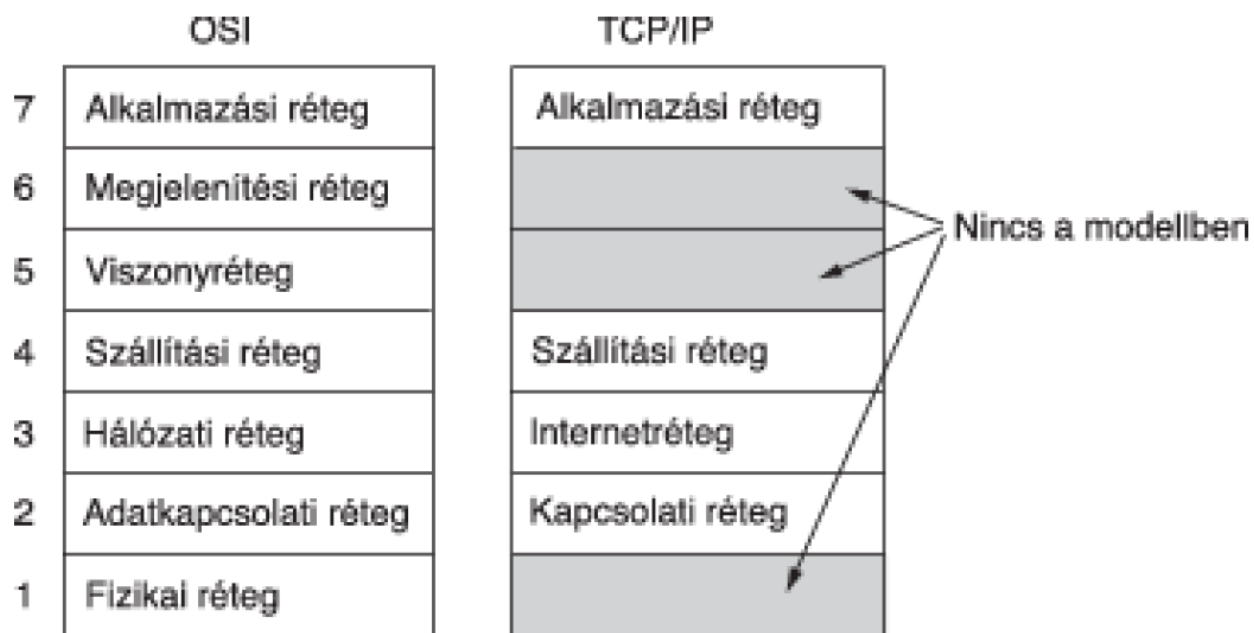 OSI TCP/IP
7 Alkalmazási réteg Alkalmazási réteg
6 Megjelenítési réteg
Nincs a modellben
5 Viszonyréteg
4 Szállítási réteg Szállítási réteg
3 Hálózati réteg Internetréteg
2 Adatkapcsolati réteg Kapcsolati réteg
1 Fizikai réteg